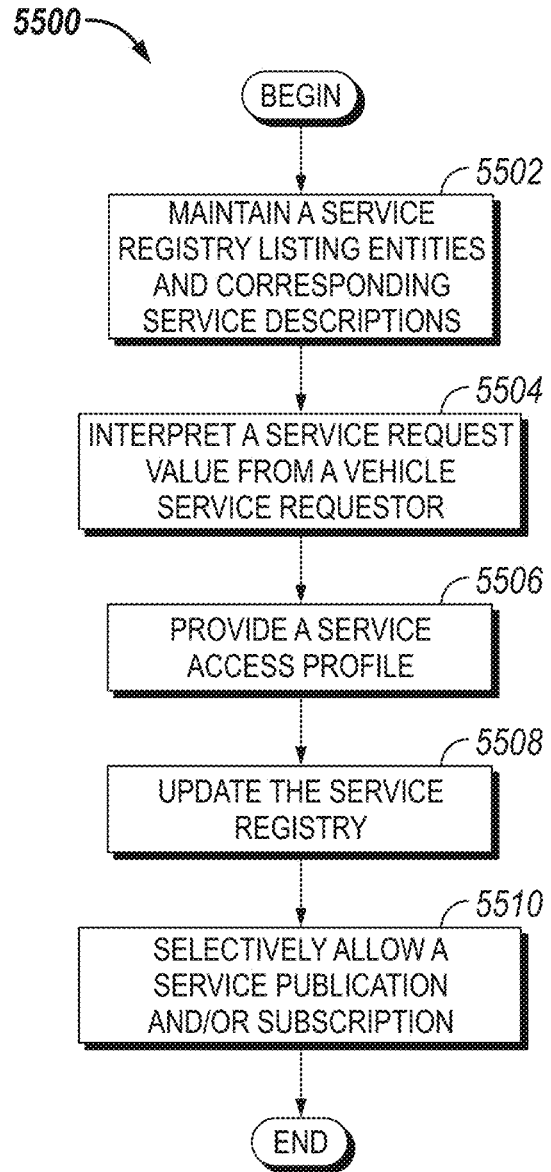 5500
BEGIN
5502
MAINTAIN A SERVICE
REGISTRY LISTING ENTITIES
AND CORRESPONDING
SERVICE DESCRIPTIONS
5504
INTERPRET A SERVICE REQUEST
VALUE FROM A VEHICLE
SERVICE REQUESTOR
5506
PROVIDE A SERVICE
ACCESS PROFILE
5508
UPDATE THE SERVICE
REGISTRY
5510
SELECTIVELY ALLOW A
SERVICE PUBLICATION
AND/OR SUBSCRIPTION
END